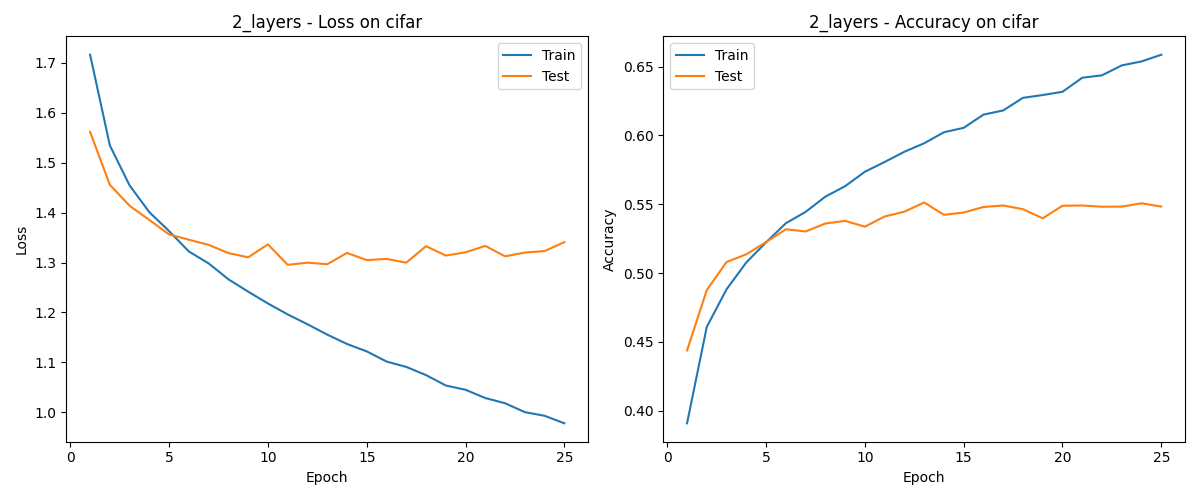 2_layers - Loss on cifar
Loss
1.7
1.6
1.5
1.4
1.3
1.2
1.1
1.0
0
5
10
15
20
25
Epoch
Train
Test
2_layers - Accuracy on cifar
Accuracy
0.65
0.60
0.55
0.50
0.45
0.40
0
5
10
15
20
25
Epoch
Train
Test